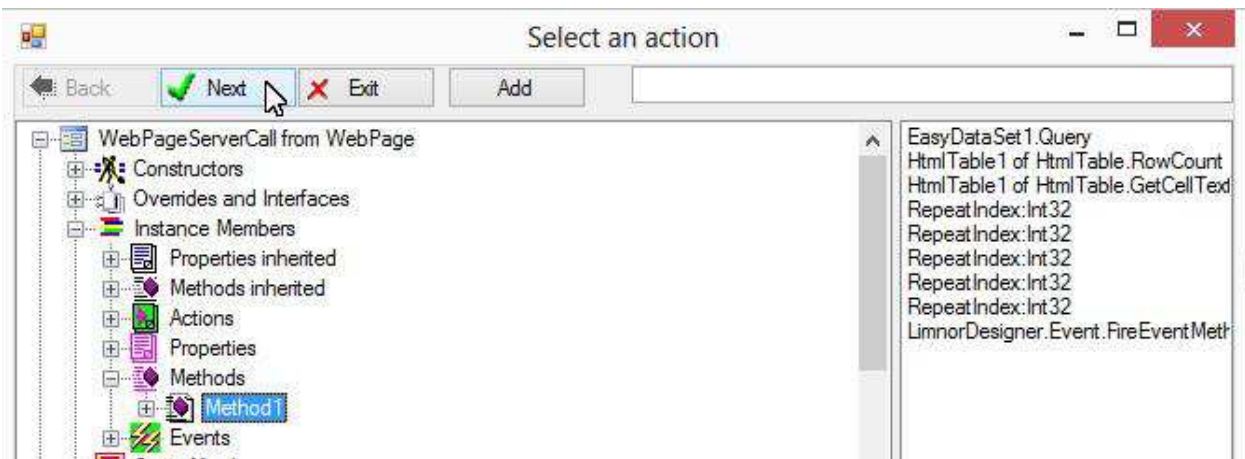 Select an action
Back Next Exit Add
WebPageServerCall from WebPage
Constructors
Overrides and Interfaces
Instance Members
Properties inherited
Methods inherited
Actions
Properties
Methods
Method1
Events
EasyDataSet1.Query
HtmlTable1 of HtmlTable.RowCount
HtmlTable1 of HtmlTable.GetCellText
RepeatIndex:Int32
RepeatIndex:Int32
RepeatIndex:Int32
RepeatIndex:Int32
RepeatIndex:Int32
LimnorDesigner.Event.FireEventMeth